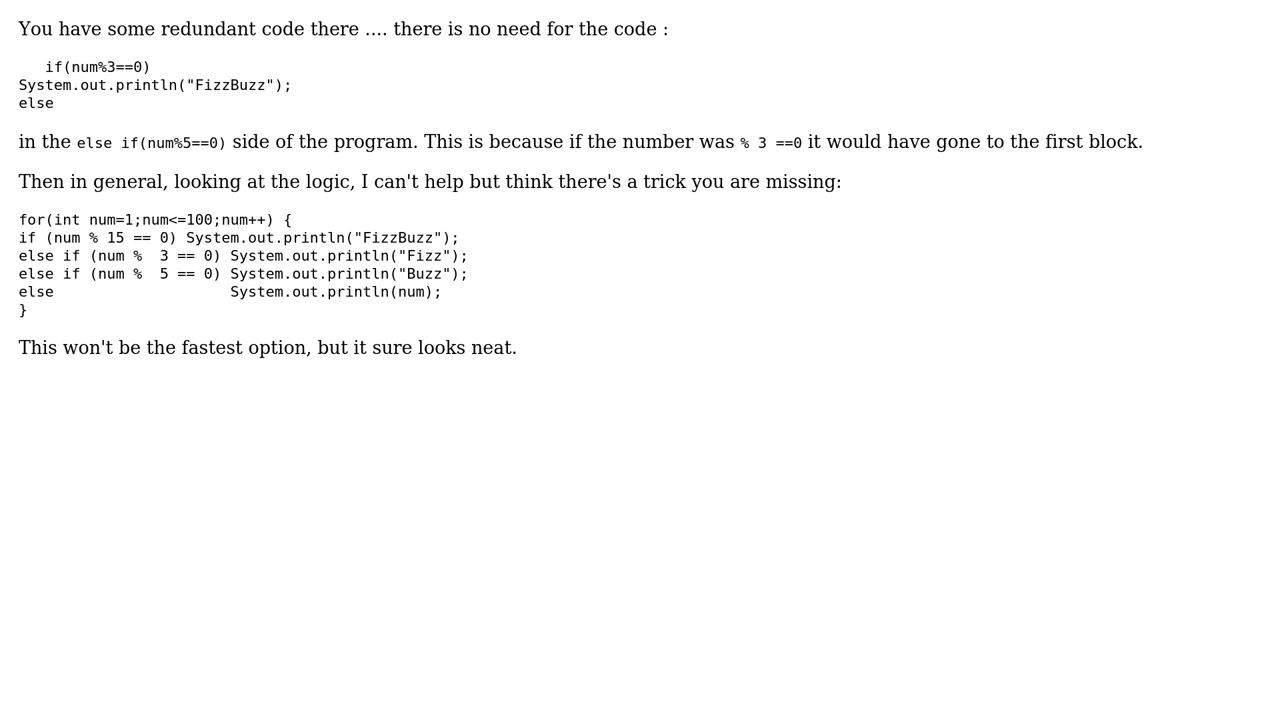 You have some redundant code there .... there is no need for the code :
   if(num%3==0)
System.out.println("FizzBuzz");
else
in the else if(num%5==0) side of the program. This is because if the number was % 3 ==0 it would have gone to the first block.
Then in general, looking at the logic, I can't help but think there's a trick you are missing:
for(int num=1;num<=100;num++) {
if (num % 15 == 0) System.out.println("FizzBuzz");
else if (num %  3 == 0) System.out.println("Fizz");
else if (num %  5 == 0) System.out.println("Buzz");
else                    System.out.println(num);
}
This won't be the fastest option, but it sure looks neat.